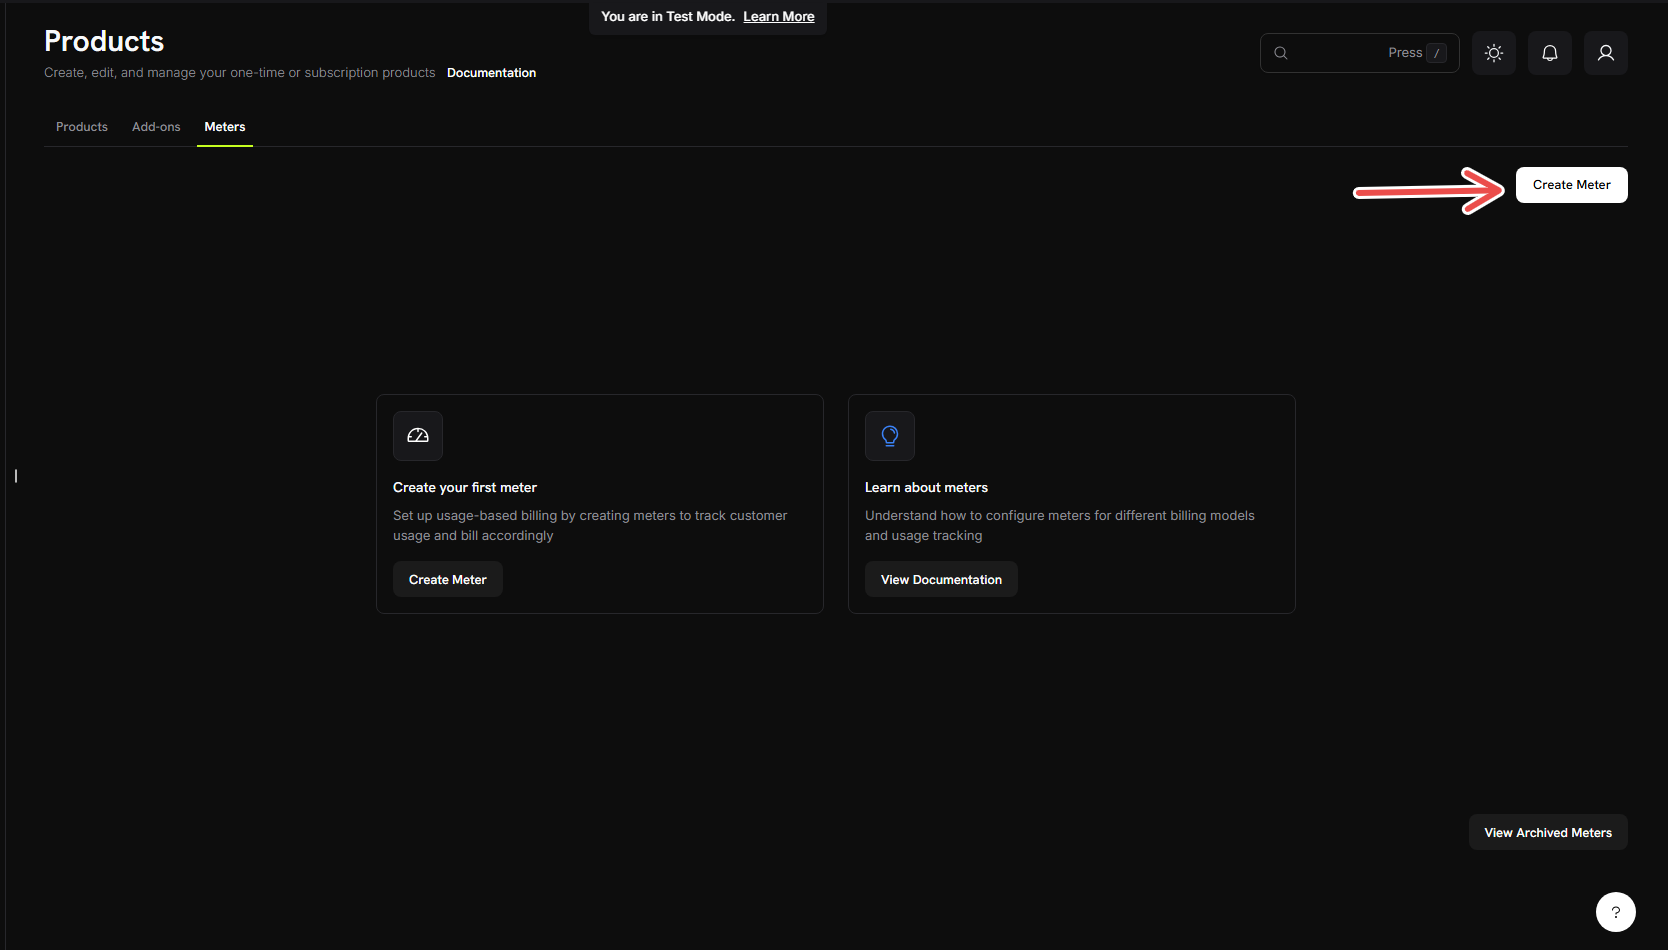 You are in Test Mode. Learn More
Products
Create, edit, and manage your one-time or subscription products Documentation
Press /
Products Add-ons Meters
Create Meter
Create your first meter
Set up usage-based billing by creating meters to track customer
usage and bill accordingly
Create Meter
Learn about meters
Understand how to configure meters for different billing models
and usage tracking
View Documentation
View Archived Meters
?